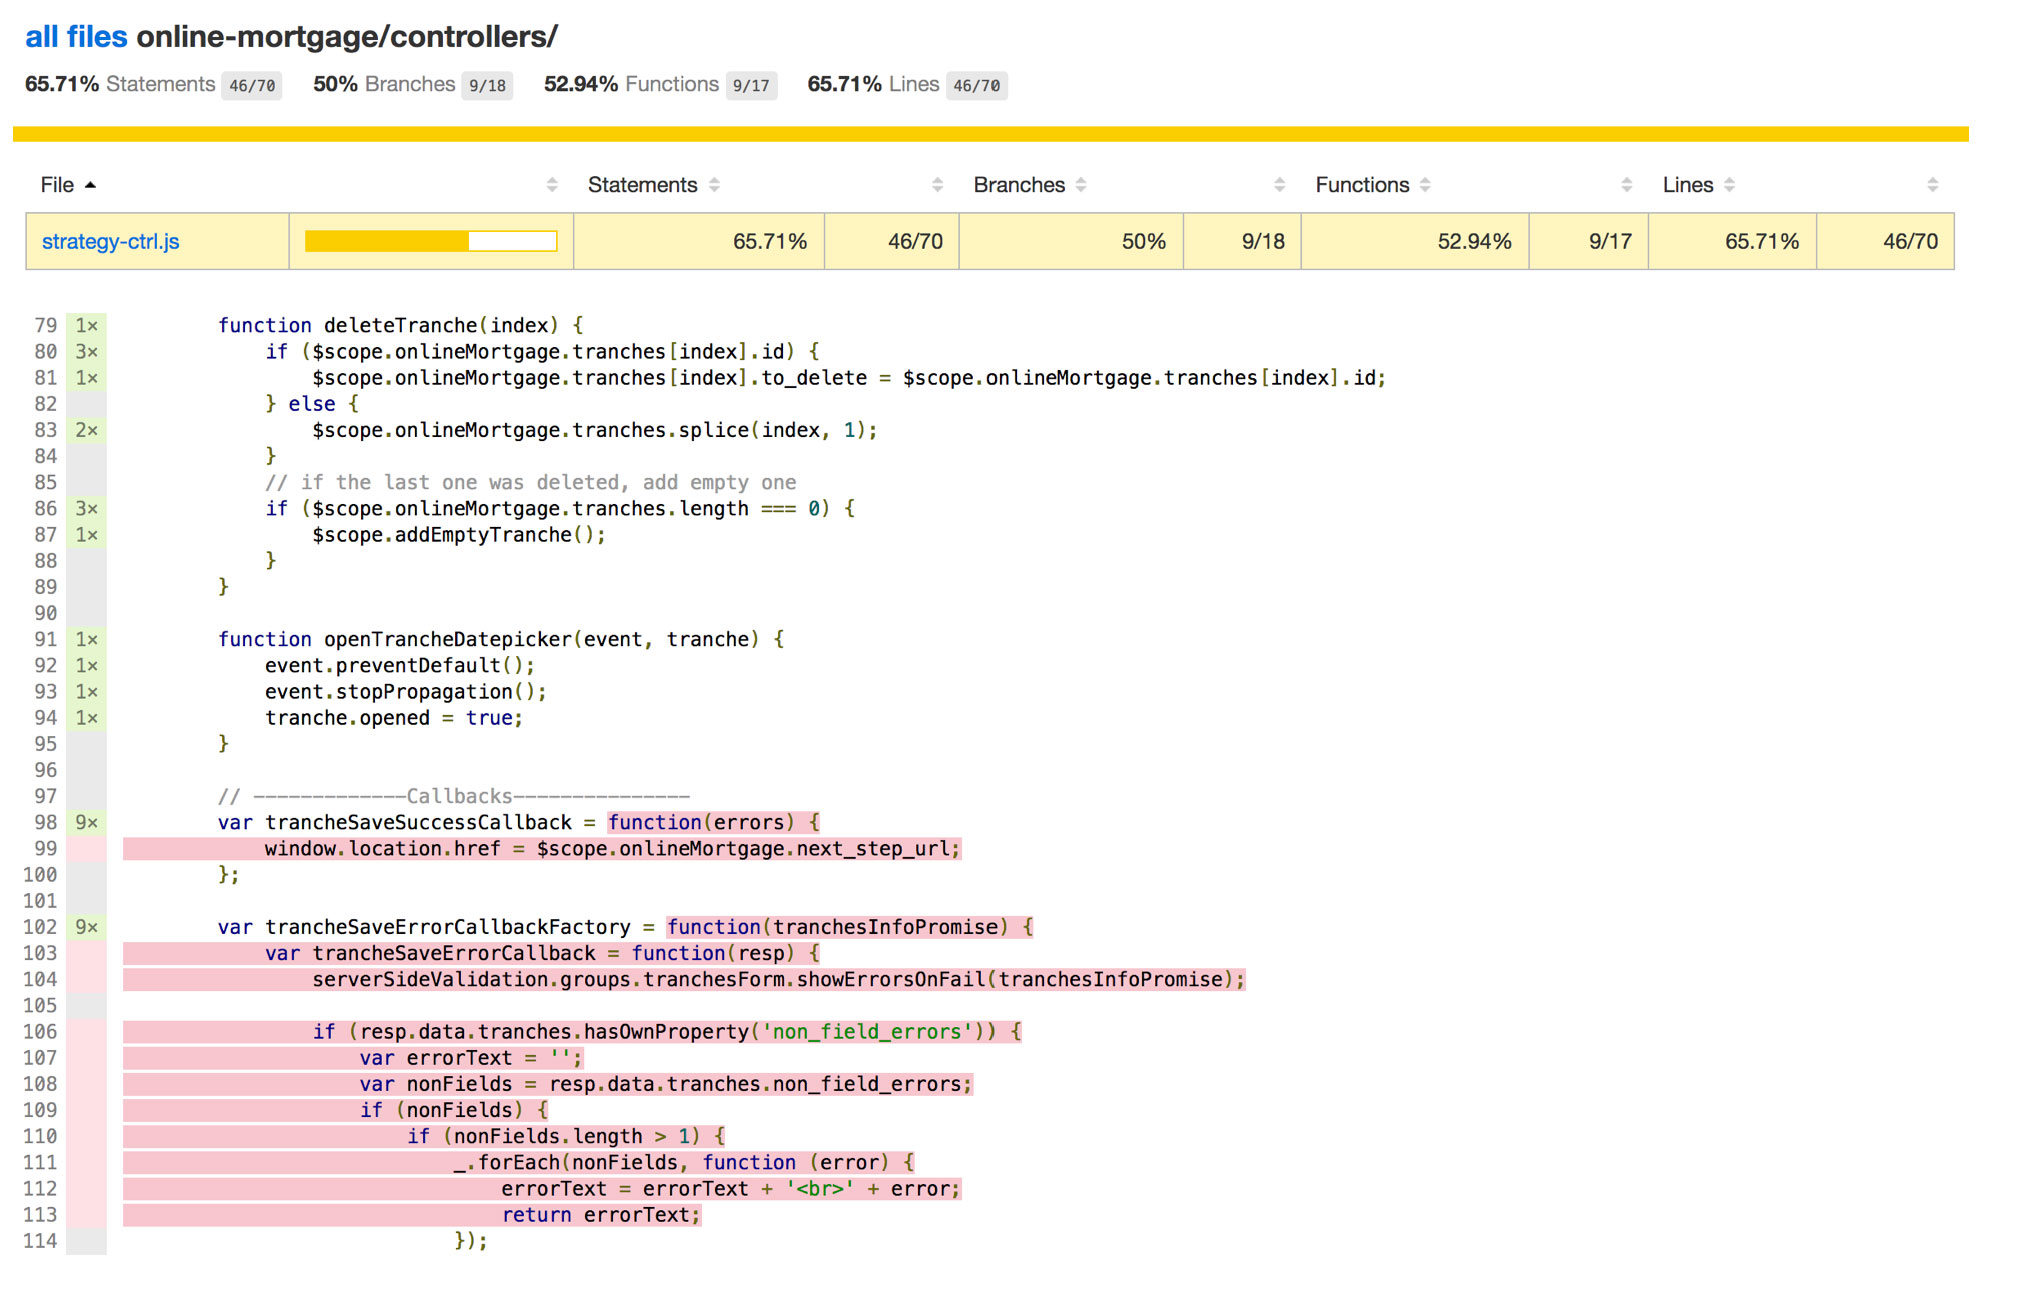 all files online-mortgage/controllers/
65.71% Statements 46/70 50% Branches 9/18 52.94% Functions 9/17 65.71% Lines 46/70
File Statements Branches Functions Lines
strategy-ctrl.js 65.71% 46/70 50% 9/18 52.94% 9/17 65.71% 46/70
79 1× function deleteTranche(index) {
80 3× if ($scope.onlineMortgage.tranches[index].id) {
81 1× $scope.onlineMortgage.tranches[index].to_delete = $scope.onlineMortgage.tranches[index].id;
82 } else {
83 2× $scope.onlineMortgage.tranches.splice(index, 1);
84 }
85 // if the last one was deleted, add empty one
86 3× if ($scope.onlineMortgage.tranches.length === 0) {
87 1× $scope.addEmptyTranche();
88 }
89 }
90
91 1× function openTrancheDatepicker(event, tranche) {
92 1× event.preventDefault();
93 1× event.stopPropagation();
94 1× tranche.opened = true;
95 }
96
97 // -------------Callbacks---------------
98 9× var trancheSaveSuccessCallback = function(errors) {
99 window.location.href = $scope.onlineMortgage.next_step_url;
100 };
101
102 9× var trancheSaveErrorCallbackFactory = function(tranchesInfoPromise) {
103 var trancheSaveErrorCallback = function(resp) {
104 serverSideValidation.groups.tranchesForm.showErrorsOnFail(tranchesInfoPromise);
105
106 if (resp.data.tranches.hasOwnProperty('non_field_errors')) {
107 var errorText = '';
108 var nonFields = resp.data.tranches.non_field_errors;
109 if (nonFields) {
110 if (nonFields.length > 1) {
111 _.forEach(nonFields, function (error) {
112 errorText = errorText + '<br>' + error;
113 return errorText;
114 });